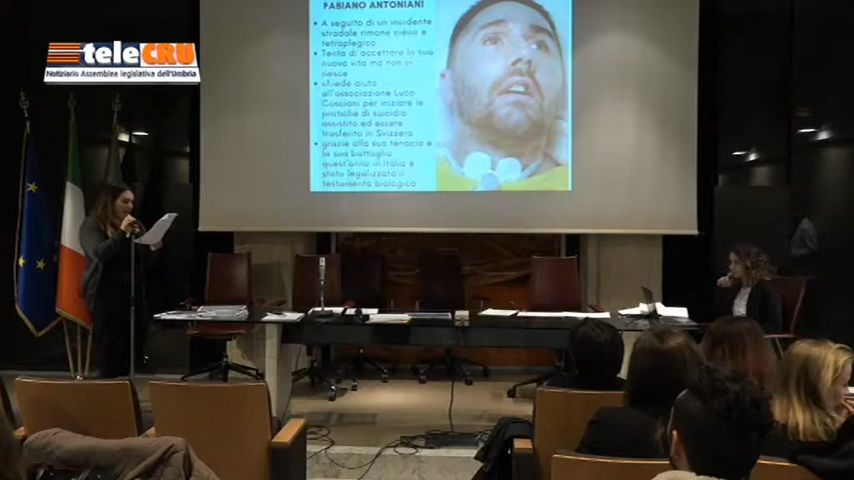 teleCRU
Notiziario Assemblea legislativa dell'Umbria
FABIANO ANTONIANI
• A seguito di un incidente
stradale rimane cieco e
tetraplegico
• Tenta di accettare la sua
nuova vita ma non ci
riesce
• chiede aiuto
all'associazione Luca
Coscioni per iniziare le
pratiche di suicidio
assistito ed essere
trasferito in Svizzera
• grazie alla sua tenacia e
la sua battaglia
quest'anno in Italia è
stato legalizzato il
testamento biologico